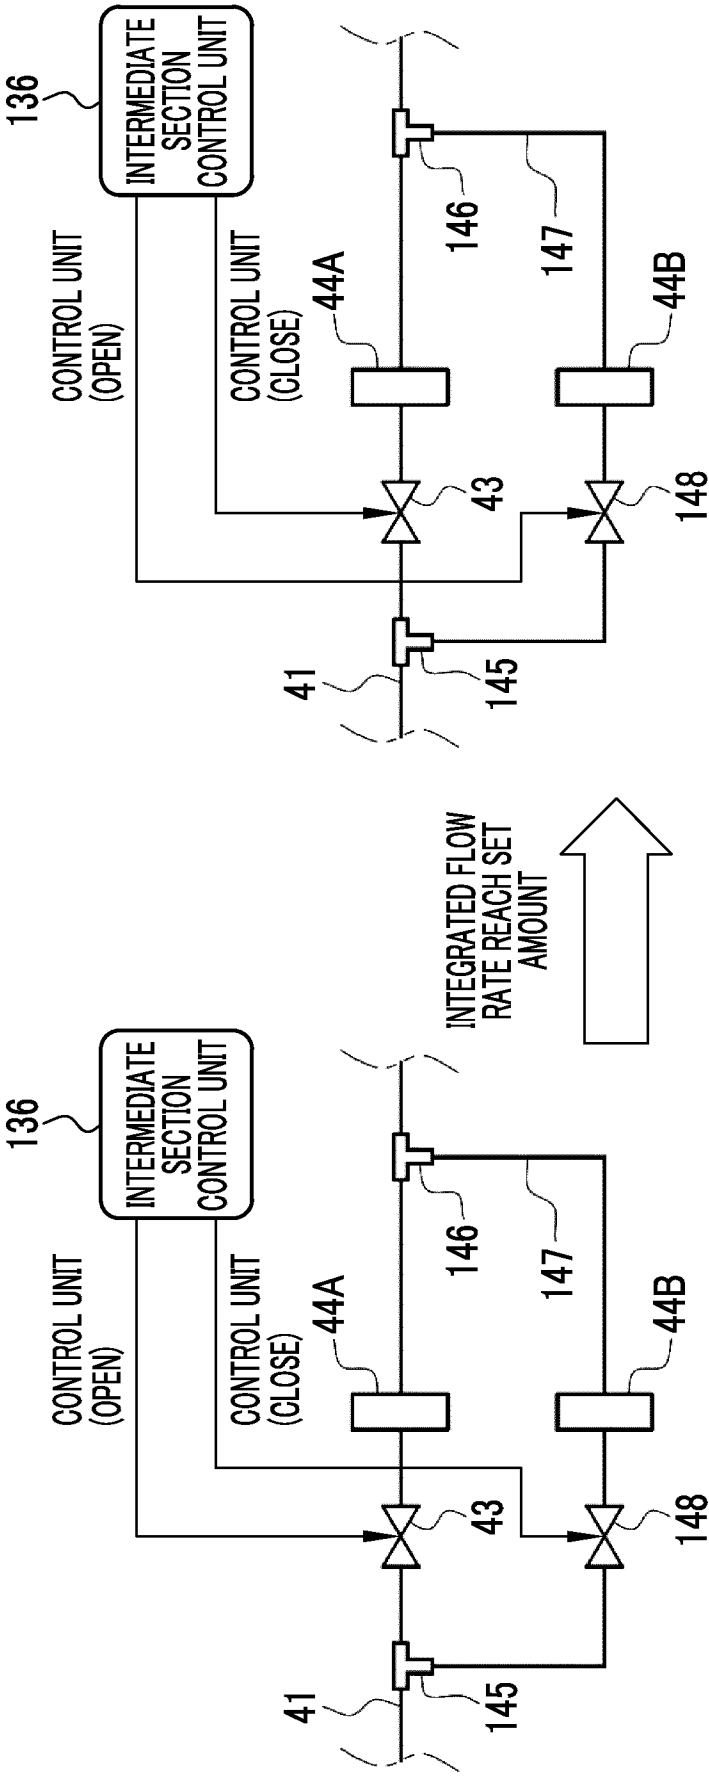 136
INTERMEDIATE
SECTION
CONTROL UNIT
CONTROL UNIT
(OPEN)
CONTROL UNIT
(CLOSE)
44A
41
43
145
146
147
44B
148
INTEGRATED FLOW
RATE REACH SET
AMOUNT
136
INTERMEDIATE
SECTION
CONTROL UNIT
CONTROL UNIT
(OPEN)
CONTROL UNIT
(CLOSE)
44A
41
43
145
146
147
44B
148